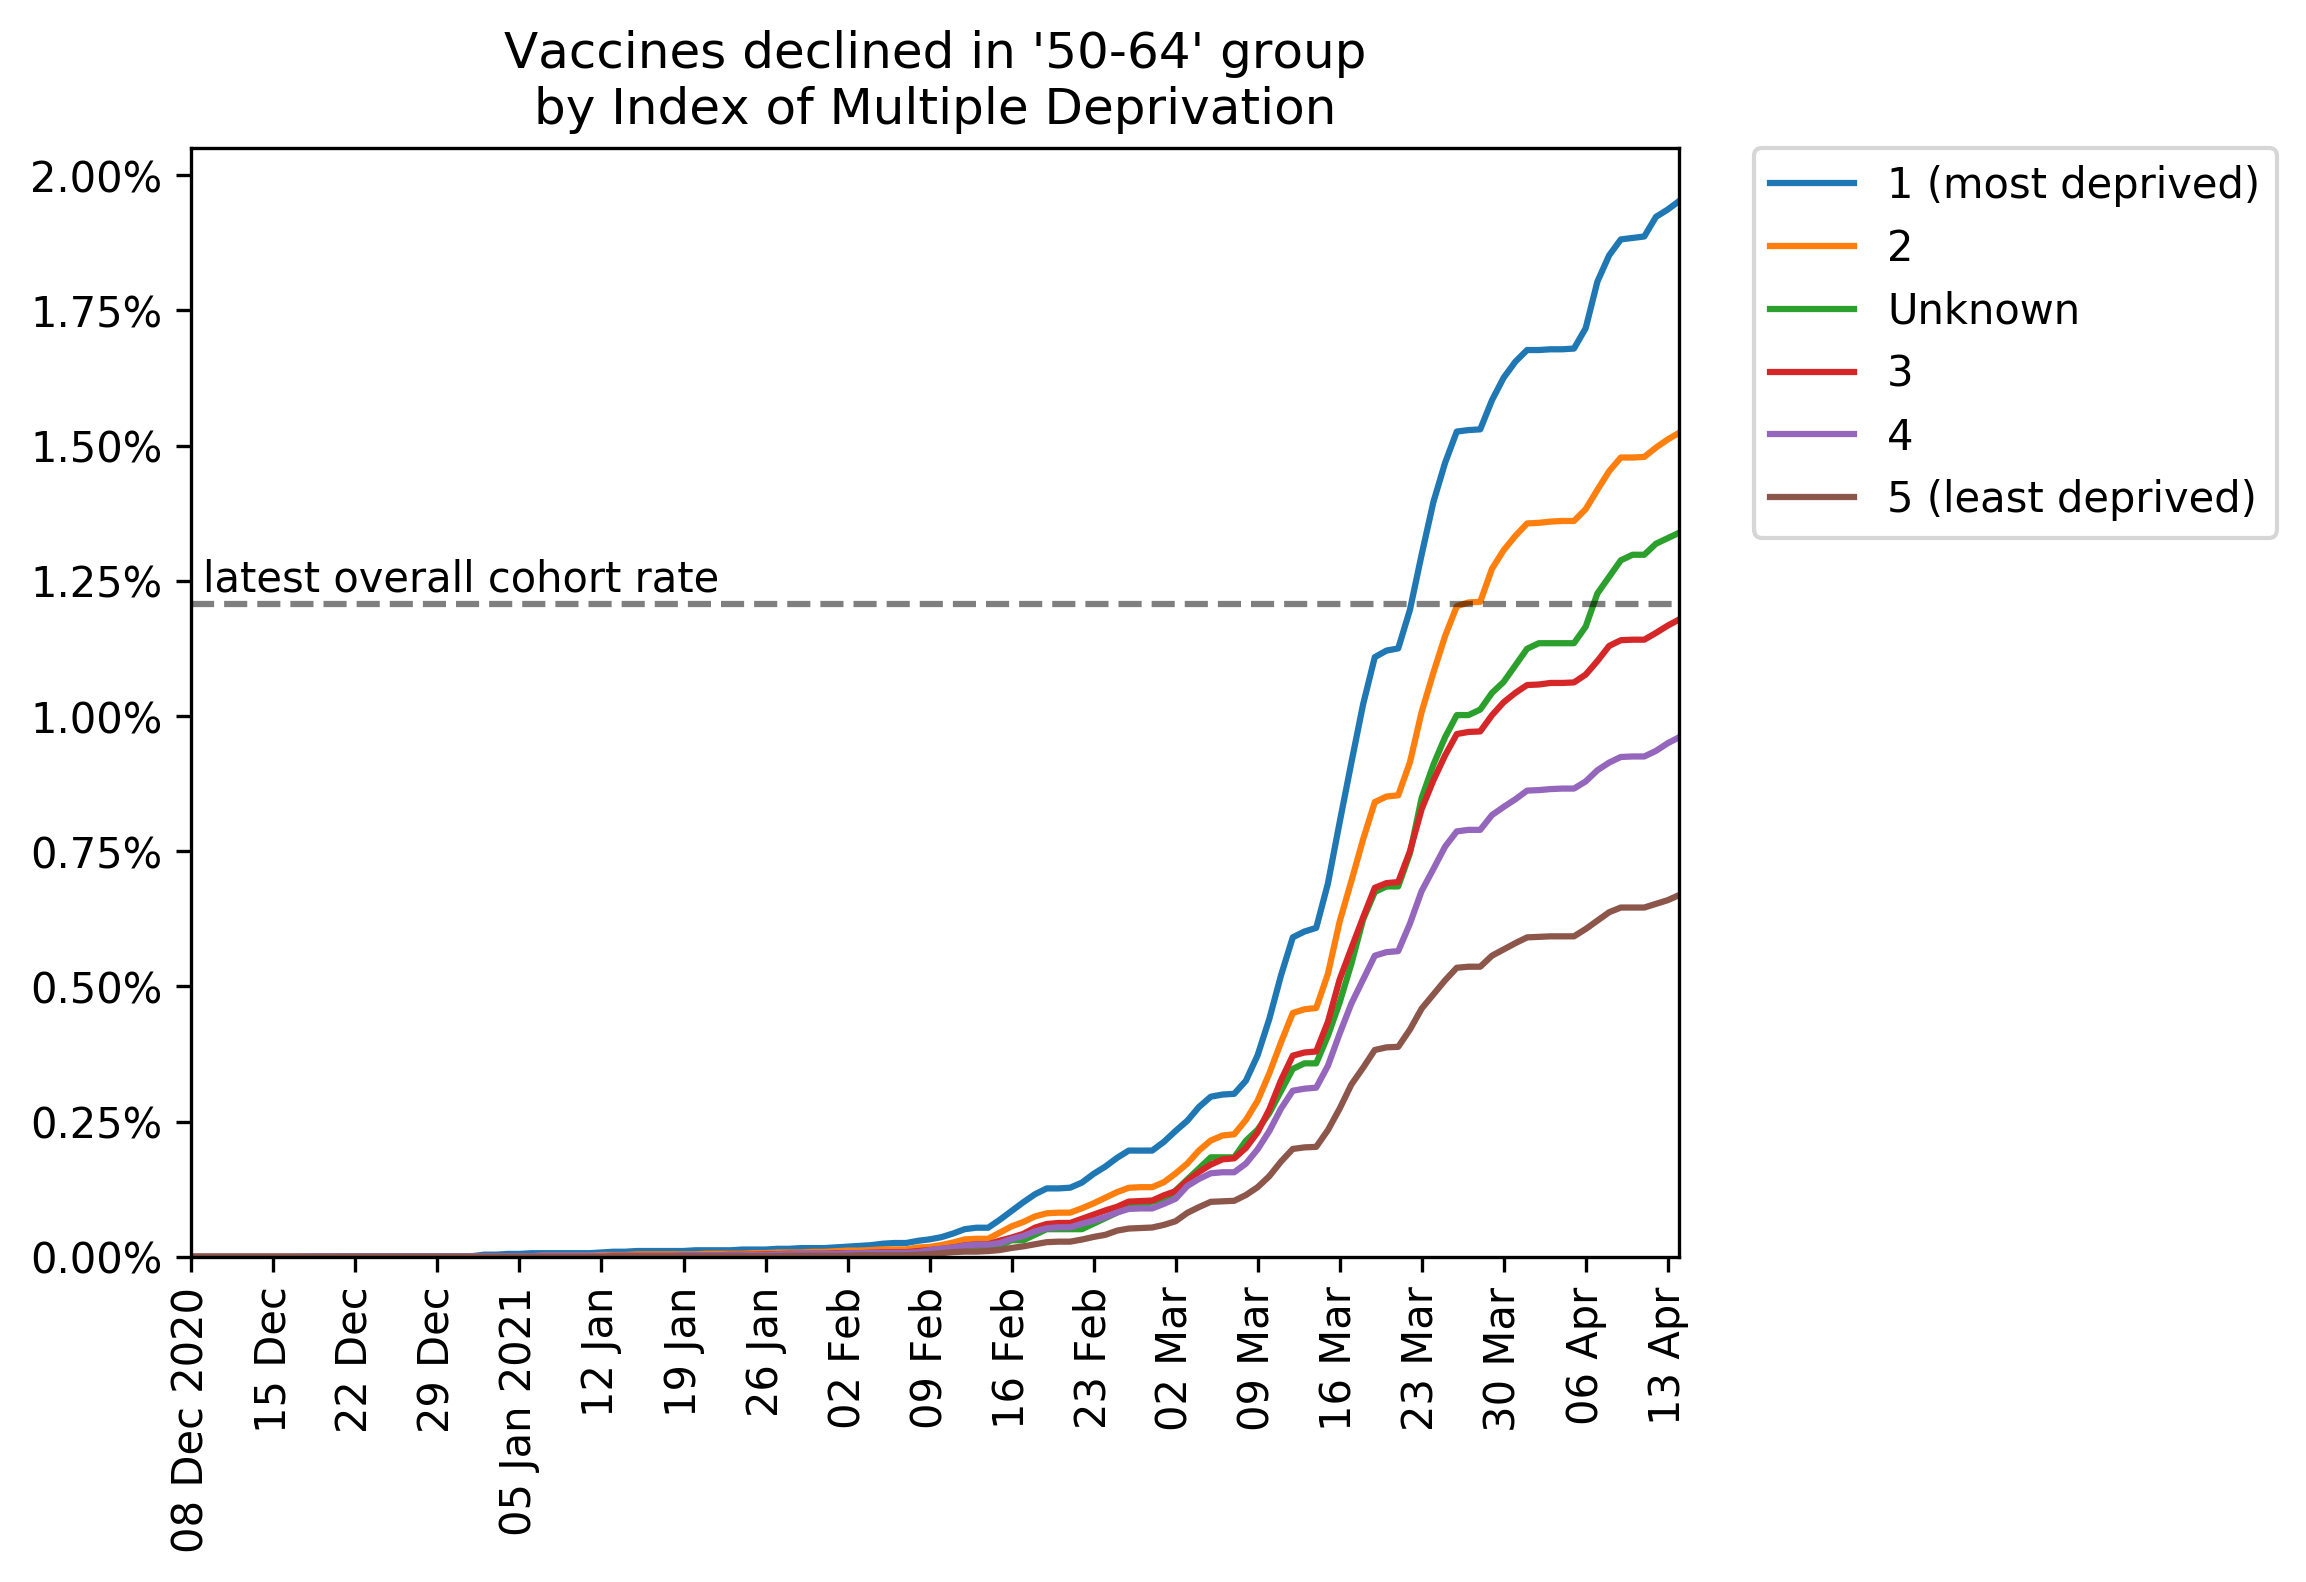 Vaccines declined in '50-64' group
by Index of Multiple Deprivation
2.00%
1.75%
1.50%
1.25%
1.00%
0.75%
0.50%
0.25%
0.00%
latest overall cohort rate
08 Dec 2020
15 Dec
22 Dec
29 Dec
05 Jan 2021
12 Jan
19 Jan
26 Jan
02 Feb
09 Feb
16 Feb
23 Feb
02 Mar
09 Mar
16 Mar
23 Mar
30 Mar
06 Apr
13 Apr
1 (most deprived)
2
Unknown
3
4
5 (least deprived)